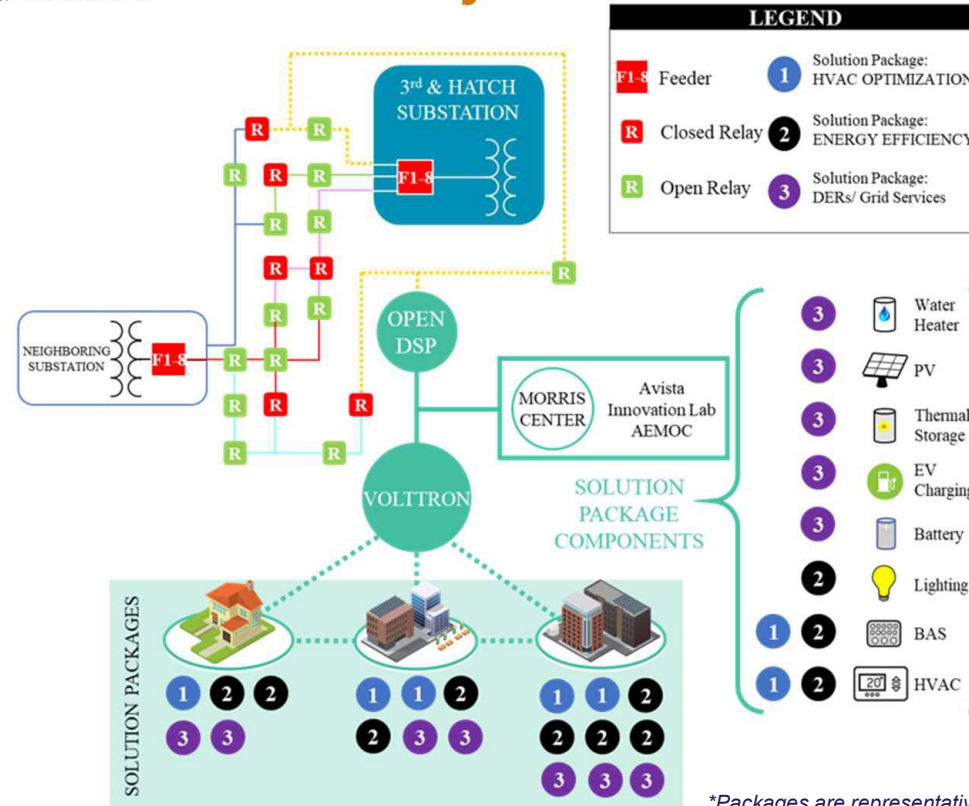 LEGEND
F1-8 Feeder
R Closed Relay
R Open Relay
1 Solution Package:
HVAC OPTIMIZATION
2 Solution Package:
ENERGY EFFICIENCY
3 Solution Package:
DERs/ Grid Services
3rd & HATCH
SUBSTATION
F1-8
R R
R R R
R
R
R R
R R
R R
R R R
R R
R
NEIGHBORING
SUBSTATION
F1-8
OPEN
DSP
MORRIS
CENTER
Avista
Innovation Lab
AEMOC
VOLTTRON
SOLUTION
PACKAGE
COMPONENTS
3 Water
Heater
3 PV
3 Thermal
Storage
3 EV
Charging
3 Battery
2 Lighting
1 2 BAS
1 2 20° HVAC
SOLUTION PACKAGES
1 2 2
3 3
1 1 2
2 3 3
1 1 2
2 2 2
3 3 3
*Packages are representative